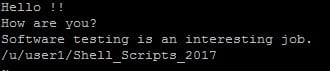 Hello !!
How are you?
Software testing is an interesting job.
/u/user1/Shell_Scripts_2017